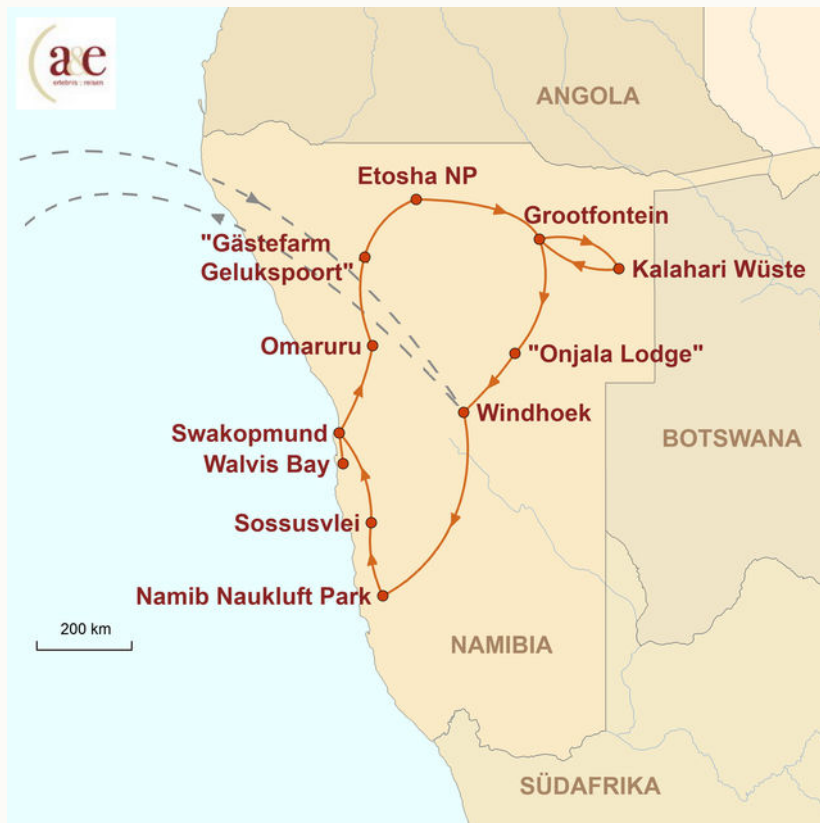 a&e
erlebnis : reisen
ANGOLA
Etosha NP
Grootfontein
"Gästefarm
Gelukspoort"
Kalahari Wüste
Omaruru
"Onjala Lodge"
Windhoek
Swakopmund
BOTSWANA
Walvis Bay
Sossusvlei
Namib Naukluft Park
200 km
NAMIBIA
SÜDAFRIKA